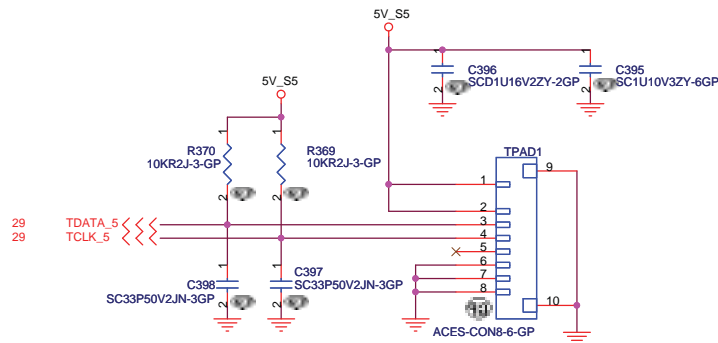 5V_S5
1
C396
SCD1U16V2ZY-2GP
2
1
C395
SC1U10V3ZY-6GP
2
5V_S5
1
R370
10KR2J-3-GP
2
1
R369
10KR2J-3-GP
2
TPAD1
1
2
3
4
5
6
7
8
9
10
29 TDATA_5
29 TCLK_5
1
C398
SC33P50V2JN-3GP
2
1
C397
SC33P50V2JN-3GP
2
ACES-CON8-6-GP